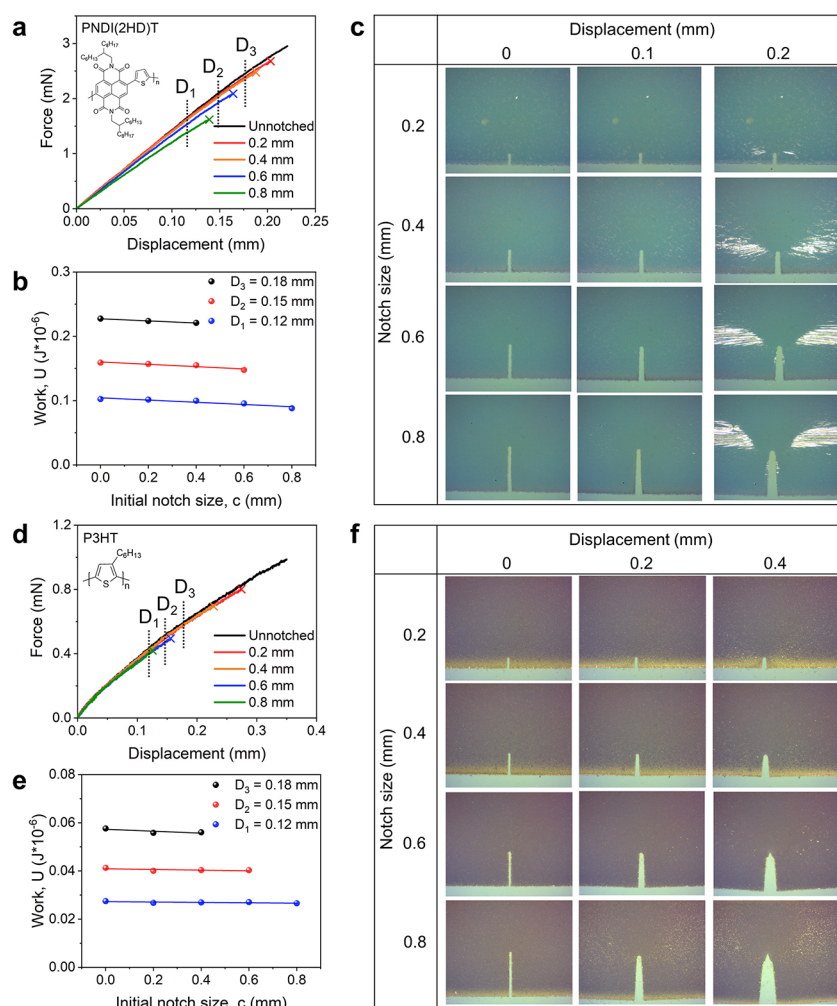 a
PNDI(2HD)T
C₈H₁₇
C₆H₁₃
O N O
S
n
O N O
C₆H₁₃
C₈H₁₇
D₁
D₂
D₃
Unnotched
0.2 mm
0.4 mm
0.6 mm
0.8 mm
Force (mN)
3
2
1
0
0.00 0.05 0.10 0.15 0.20 0.25
Displacement (mm)
b
D₃ = 0.18 mm
D₂ = 0.15 mm
D₁ = 0.12 mm
Work, U (J*10⁻⁶)
0.3
0.2
0.1
0.0
0.0 0.2 0.4 0.6 0.8
Initial notch size, c (mm)
c
Displacement (mm)
0 0.1 0.2
Notch size (mm)
0.2
0.4
0.6
0.8
d
P3HT
C₆H₁₃
S
n
D₁
D₂
D₃
Unnotched
0.2 mm
0.4 mm
0.6 mm
0.8 mm
Force (mN)
1.2
0.8
0.4
0.0
0.0 0.1 0.2 0.3 0.4
Displacement (mm)
e
D₃ = 0.18 mm
D₂ = 0.15 mm
D₁ = 0.12 mm
Work, U (J*10⁻⁶)
0.08
0.06
0.04
0.02
0.00
0.0 0.2 0.4 0.6 0.8
Initial notch size, c (mm)
f
Displacement (mm)
0 0.2 0.4
Notch size (mm)
0.2
0.4
0.6
0.8